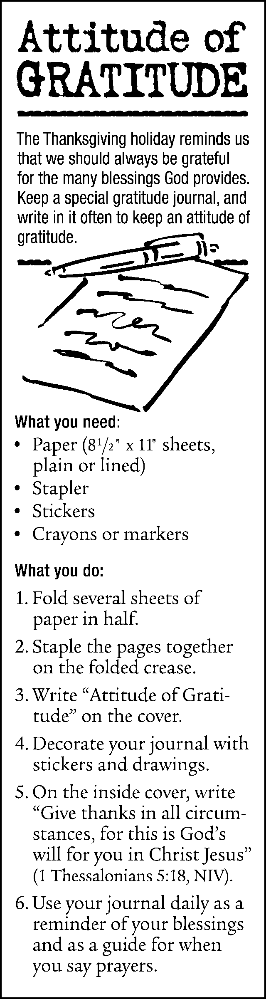 Attitude of
GRATITUDE
The Thanksgiving holiday reminds us
that we should always be grateful
for the many blessings God provides.
Keep a special gratitude journal, and
write in it often to keep an attitude of
gratitude.
What you need:
• Paper (8 1/2" x 11" sheets,
plain or lined)
• Stapler
• Stickers
• Crayons or markers
What you do:
1. Fold several sheets of
paper in half.
2. Staple the pages together
on the folded crease.
3. Write “Attitude of Grati-
tude” on the cover.
4. Decorate your journal with
stickers and drawings.
5. On the inside cover, write
“Give thanks in all circum-
stances, for this is God’s
will for you in Christ Jesus”
(1 Thessalonians 5:18, NIV).
6. Use your journal daily as a
reminder of your blessings
and as a guide for when
you say prayers.